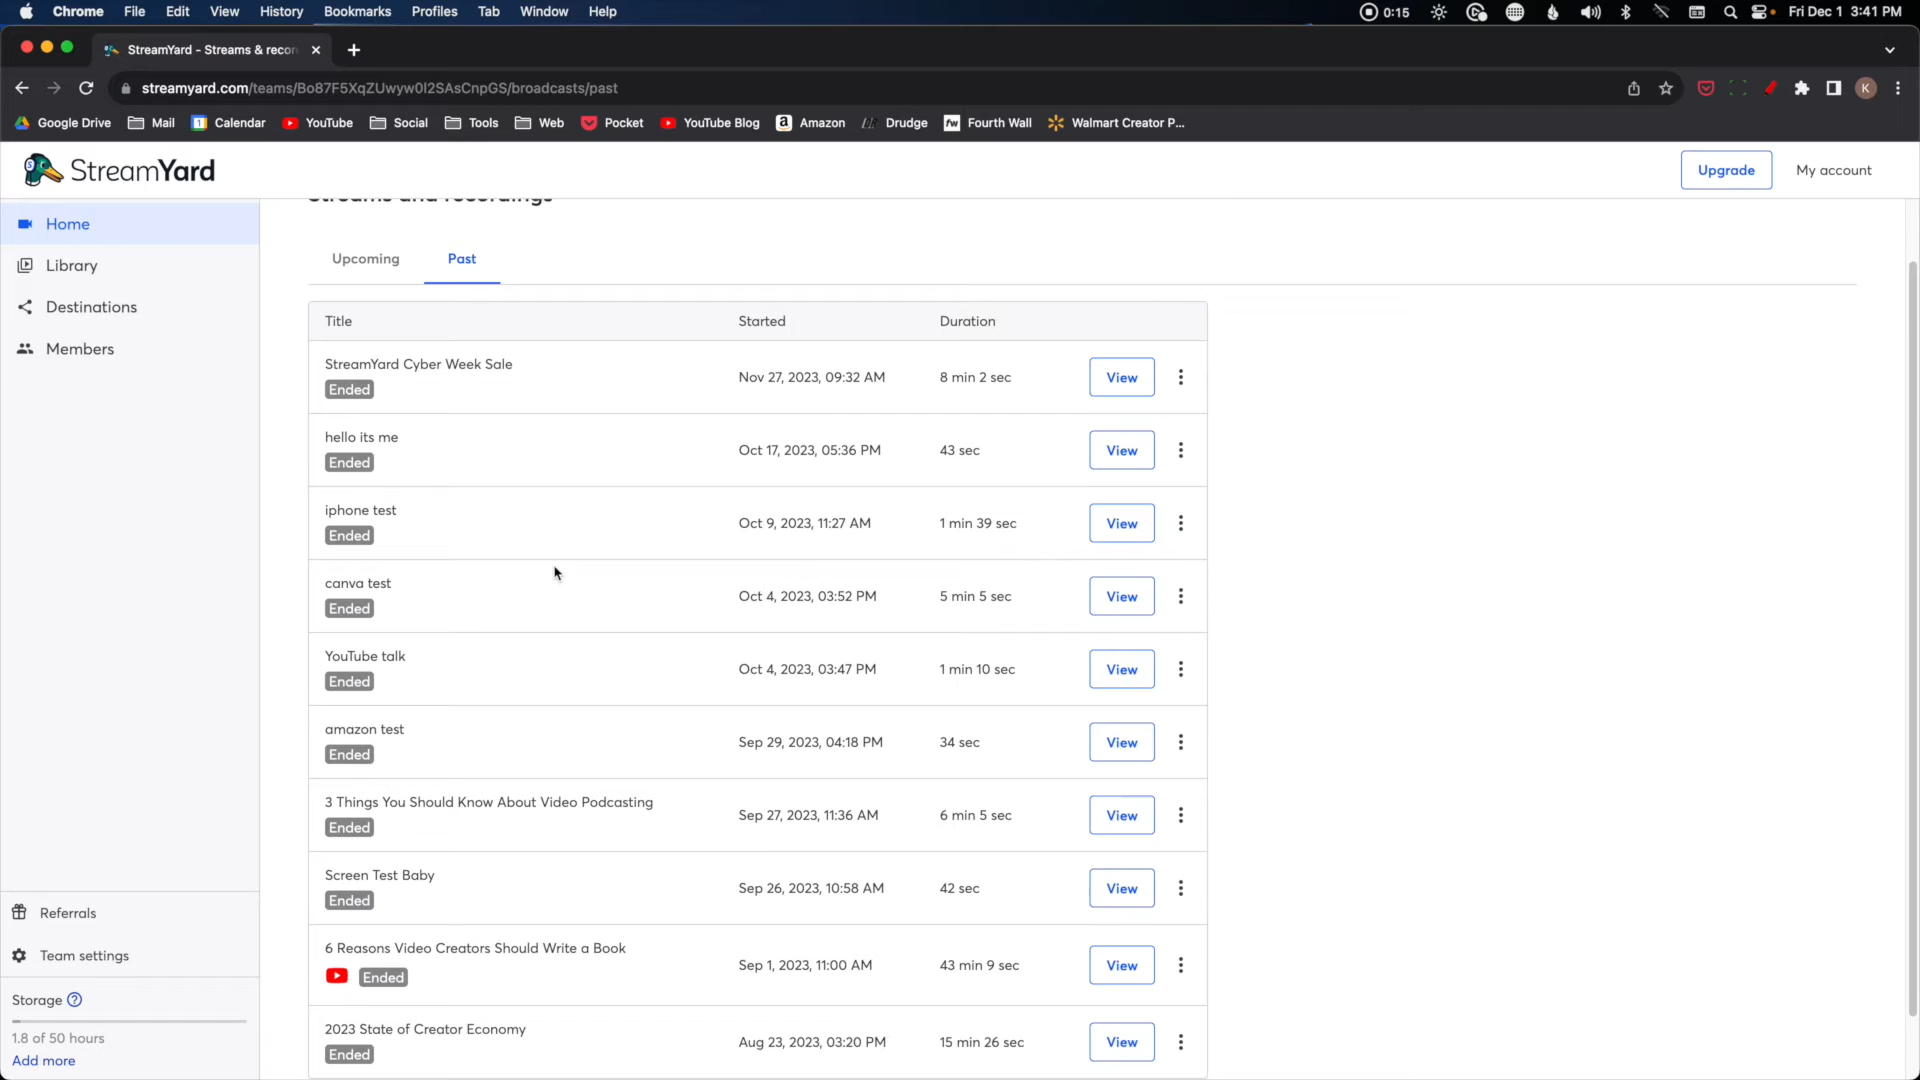 Chrome File Edit View History Bookmarks Profiles Tab Window Help 0:15 Fri Dec 1 3:41 PM
StreamYard - Streams & recor
streamyard.com/teams/Bo87F5XqZUwyw0I2SAsCnpGS/broadcasts/past K
Google Drive Mail 1 Calendar YouTube Social Tools Web Pocket YouTube Blog a Amazon Drudge fw Fourth Wall Walmart Creator P...
StreamYard Upgrade My account
Streams and recordings
Home
Library
Destinations
Members
Upcoming Past
Title Started Duration
StreamYard Cyber Week Sale
Ended
Nov 27, 2023, 09:32 AM 8 min 2 sec View
hello its me
Ended
Oct 17, 2023, 05:36 PM 43 sec View
iphone test
Ended
Oct 9, 2023, 11:27 AM 1 min 39 sec View
canva test
Ended
Oct 4, 2023, 03:52 PM 5 min 5 sec View
YouTube talk
Ended
Oct 4, 2023, 03:47 PM 1 min 10 sec View
amazon test
Ended
Sep 29, 2023, 04:18 PM 34 sec View
3 Things You Should Know About Video Podcasting
Ended
Sep 27, 2023, 11:36 AM 6 min 5 sec View
Screen Test Baby
Ended
Sep 26, 2023, 10:58 AM 42 sec View
6 Reasons Video Creators Should Write a Book
Ended
Sep 1, 2023, 11:00 AM 43 min 9 sec View
2023 State of Creator Economy
Ended
Aug 23, 2023, 03:20 PM 15 min 26 sec View
Referrals
Team settings
Storage ?
1.8 of 50 hours
Add more